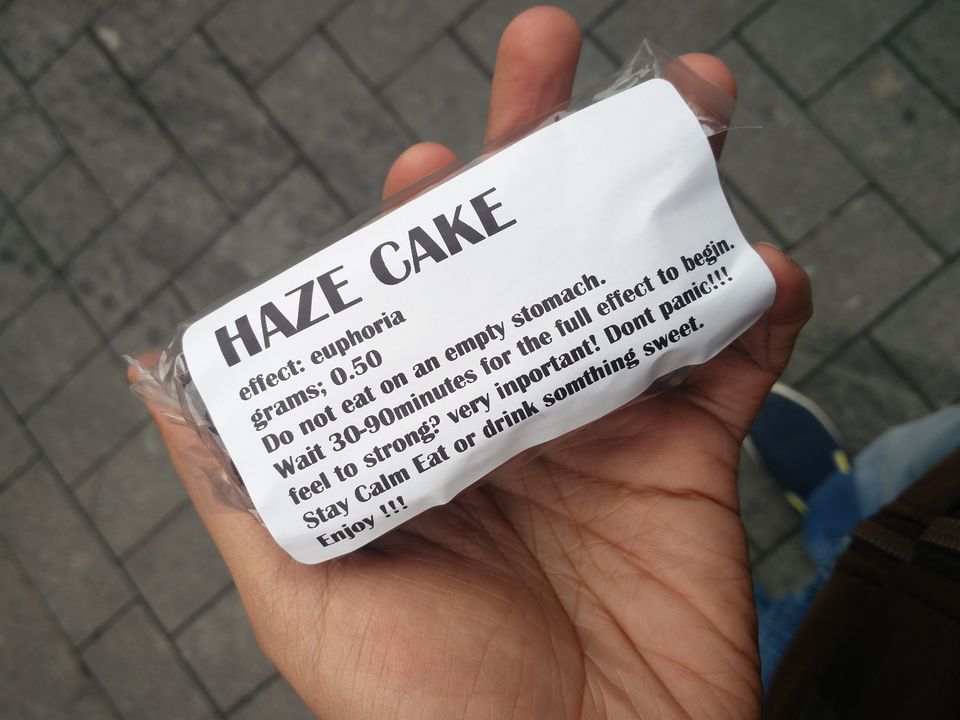 HAZE CAKE
effect: euphoria
grams; 0.50
Do not eat on an empty stomach.
Wait 30-90minutes for the full effect to begin.
feel to strong? very inportant! Dont panic!!!
Stay Calm Eat or drink somthing sweet.
Enjoy !!!